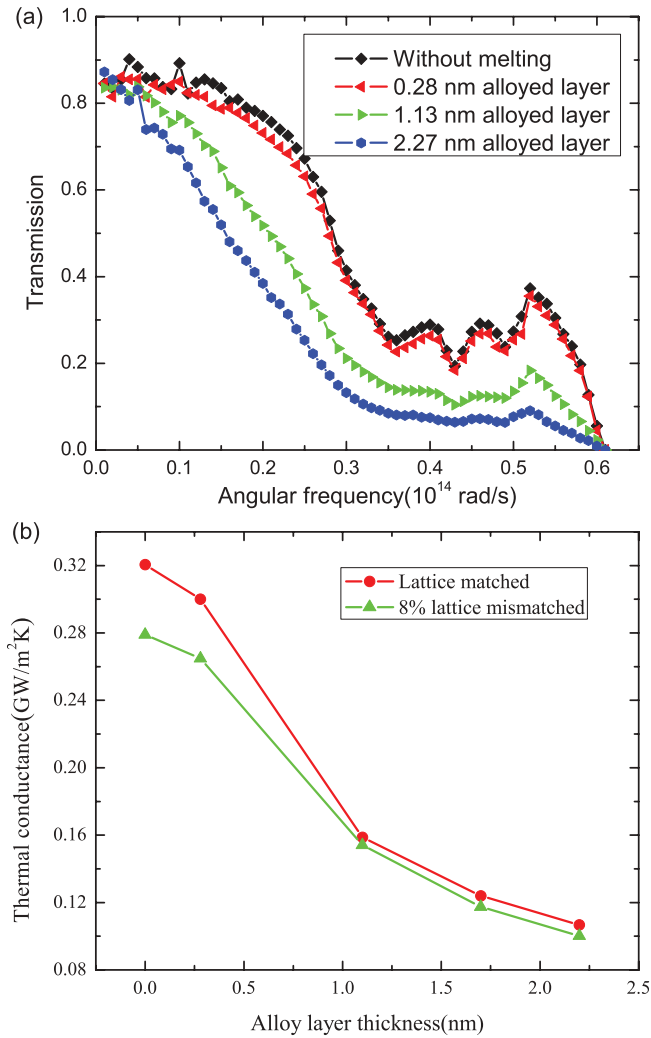 (a)
Without melting
0.28 nm alloyed layer
1.13 nm alloyed layer
2.27 nm alloyed layer
1.0
0.8
0.6
0.4
0.2
0.0
Transmission
0.0 0.1 0.2 0.3 0.4 0.5 0.6
Angular frequency(10^14 rad/s)
(b)
Lattice matched
8% lattice mismatched
0.32
0.28
0.24
0.20
0.16
0.12
0.08
Thermal conductance(GW/m²K)
0.0 0.5 1.0 1.5 2.0 2.5
Alloy layer thickness(nm)